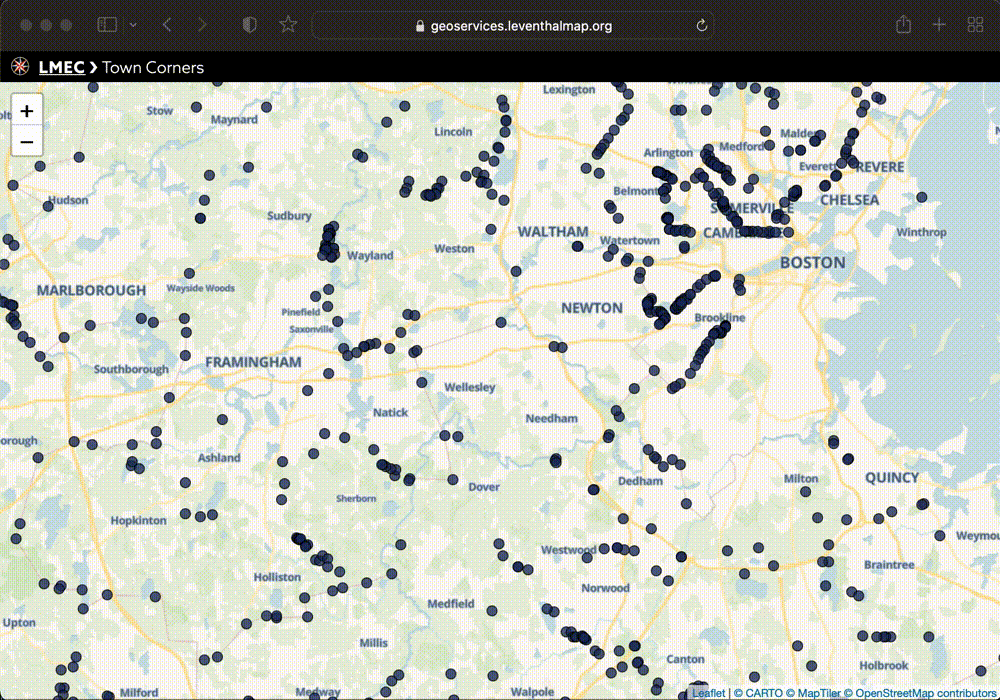 geoservices.leventhalmap.org
LMEC ❯ Town Corners
+
−
Lexington
Stow
Maynard
Lincoln
Malde
Medford
Arlington
Everett
REVERE
Belmont
Hudson
CHELSEA
Sudbury
WALTHAM
Watertown
Winthrop
Weston
Wayland
BOSTON
MARLBOROUGH
Wayside Woods
Pinefield
NEWTON
Brookline
Saxonville
FRAMINGHAM
Southborough
Wellesley
Natick
Needham
orough
Ashland
Dedham
Milton
QUINCY
Dover
Sherborn
Hopkinton
Weymou
Westwood
Braintree
Holliston
Norwood
Medfield
Upton
Millis
Canton
Holbrook
Milford
Medway
Walpole
Leaflet | © CARTO © MapTiler © OpenStreetMap contributors